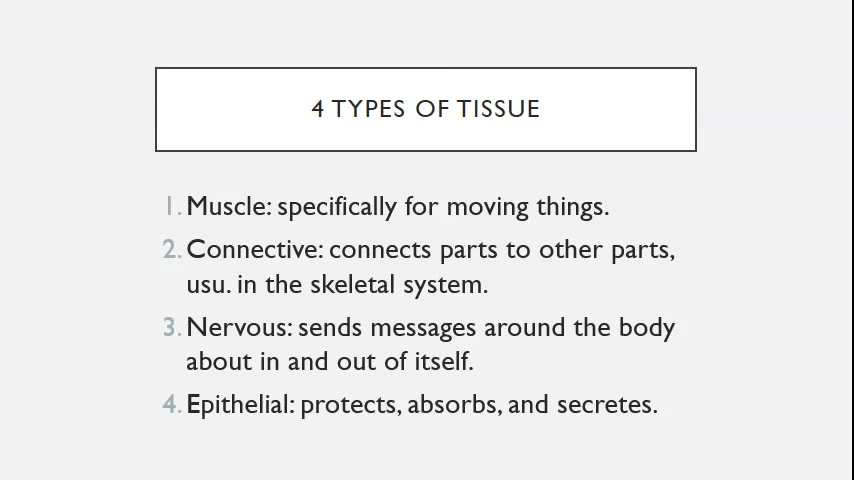 4 TYPES OF TISSUE
1. Muscle: specifically for moving things.
2. Connective: connects parts to other parts,
usu. in the skeletal system.
3. Nervous: sends messages around the body
about in and out of itself.
4. Epithelial: protects, absorbs, and secretes.